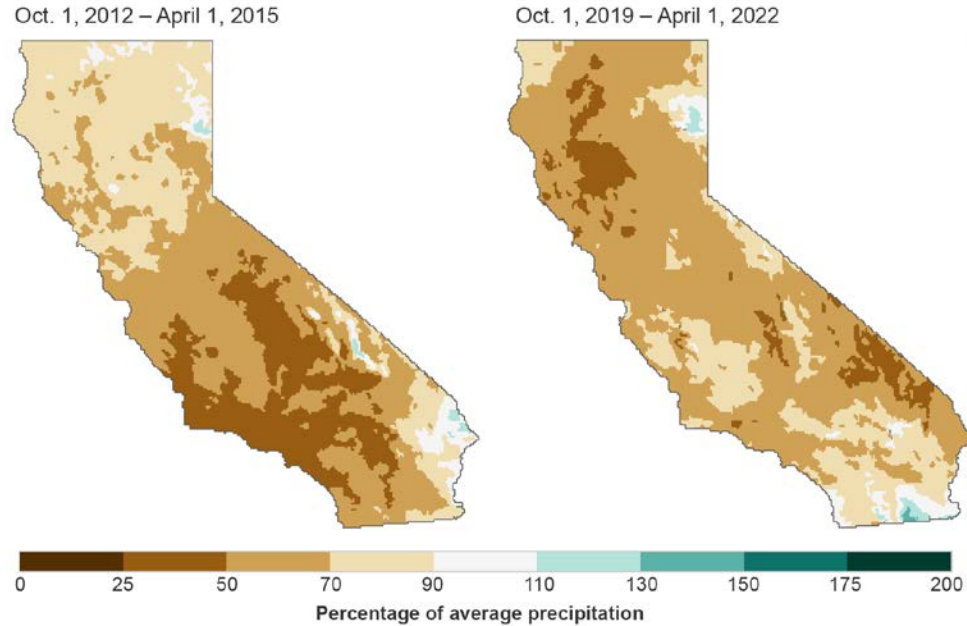 Oct. 1, 2012 – April 1, 2015
Oct. 1, 2019 – April 1, 2022
0 25 50 70 90 110 130 150 175 200
Percentage of average precipitation